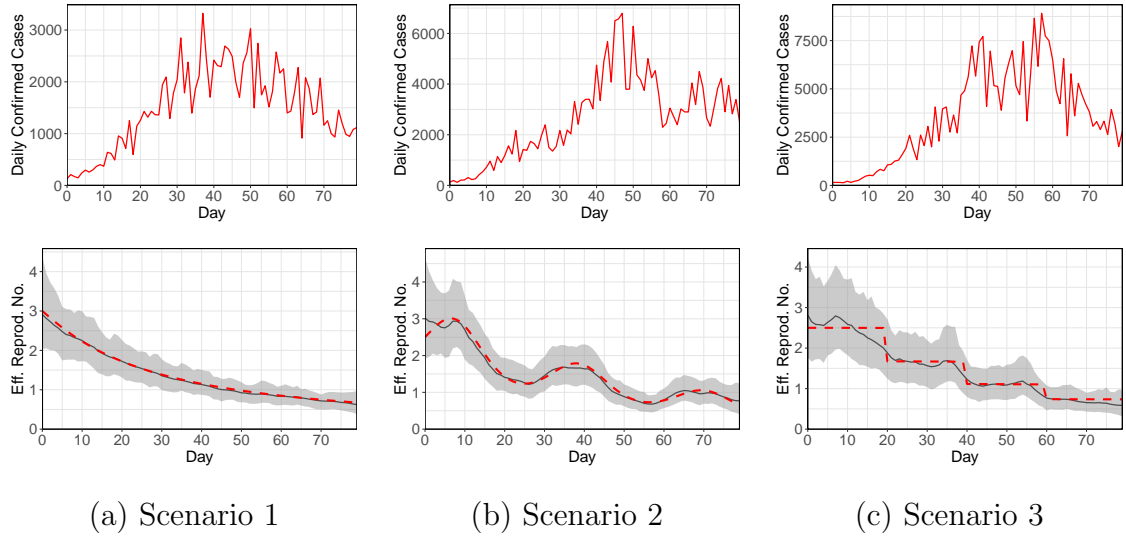 Daily Confirmed Cases
3000
2000
1000
0
0 10 20 30 40 50 60 70
Day
Daily Confirmed Cases
6000
4000
2000
0
0 10 20 30 40 50 60 70
Day
Daily Confirmed Cases
7500
5000
2500
0
0 10 20 30 40 50 60 70
Day
Eff. Reprod. No.
4
3
2
1
0
0 10 20 30 40 50 60 70
Day
Eff. Reprod. No.
4
3
2
1
0
0 10 20 30 40 50 60 70
Day
Eff. Reprod. No.
4
3
2
1
0
0 10 20 30 40 50 60 70
Day
(a) Scenario 1
(b) Scenario 2
(c) Scenario 3